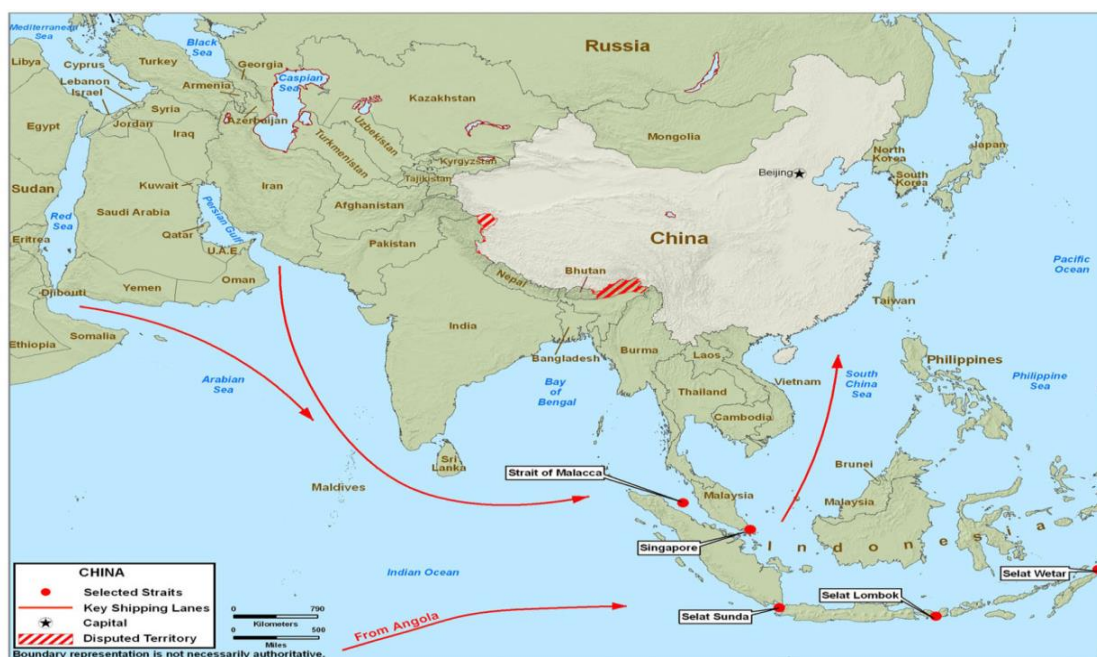 Mediterranean
Sea
Black
Sea
Russia
Libya
Cyprus
Turkey
Georgia
Lebanon
Israel
Armenia
Caspian
Sea
Kazakhstan
Syria
Azerbaijan
Uzbekistan
Mongolia
Egypt
Jordan
Iraq
Turkmenistan
Kyrgyzstan
Tajikistan
Beijing
North
Korea
South
Korea
Japan
Kuwait
Iran
Afghanistan
Sudan
Red
Sea
Saudi Arabia
Persian Gulf
Qatar
U.A.E.
Pakistan
China
Eritrea
Yemen
Oman
Nepal
Bhutan
Pacific
Ocean
Djibouti
Taiwan
Ethiopia
Somalia
India
Bangladesh
Burma
Laos
Arabian
Sea
Bay
of
Bengal
Thailand
Vietnam
Cambodia
South
China
Sea
Philippines
Philippine
Sea
Sri
Lanka
Maldives
Strait of Malacca
Malaysia
Brunei
Malaysia
Singapore
Indonesia
Indian Ocean
Selat Wetar
Selat Lombok
Selat Sunda
From Angola
CHINA
Selected Straits
Key Shipping Lanes
Capital
Disputed Territory
0 790
Kilometers
0 500
Miles
Boundary representation is not necessarily authoritative.